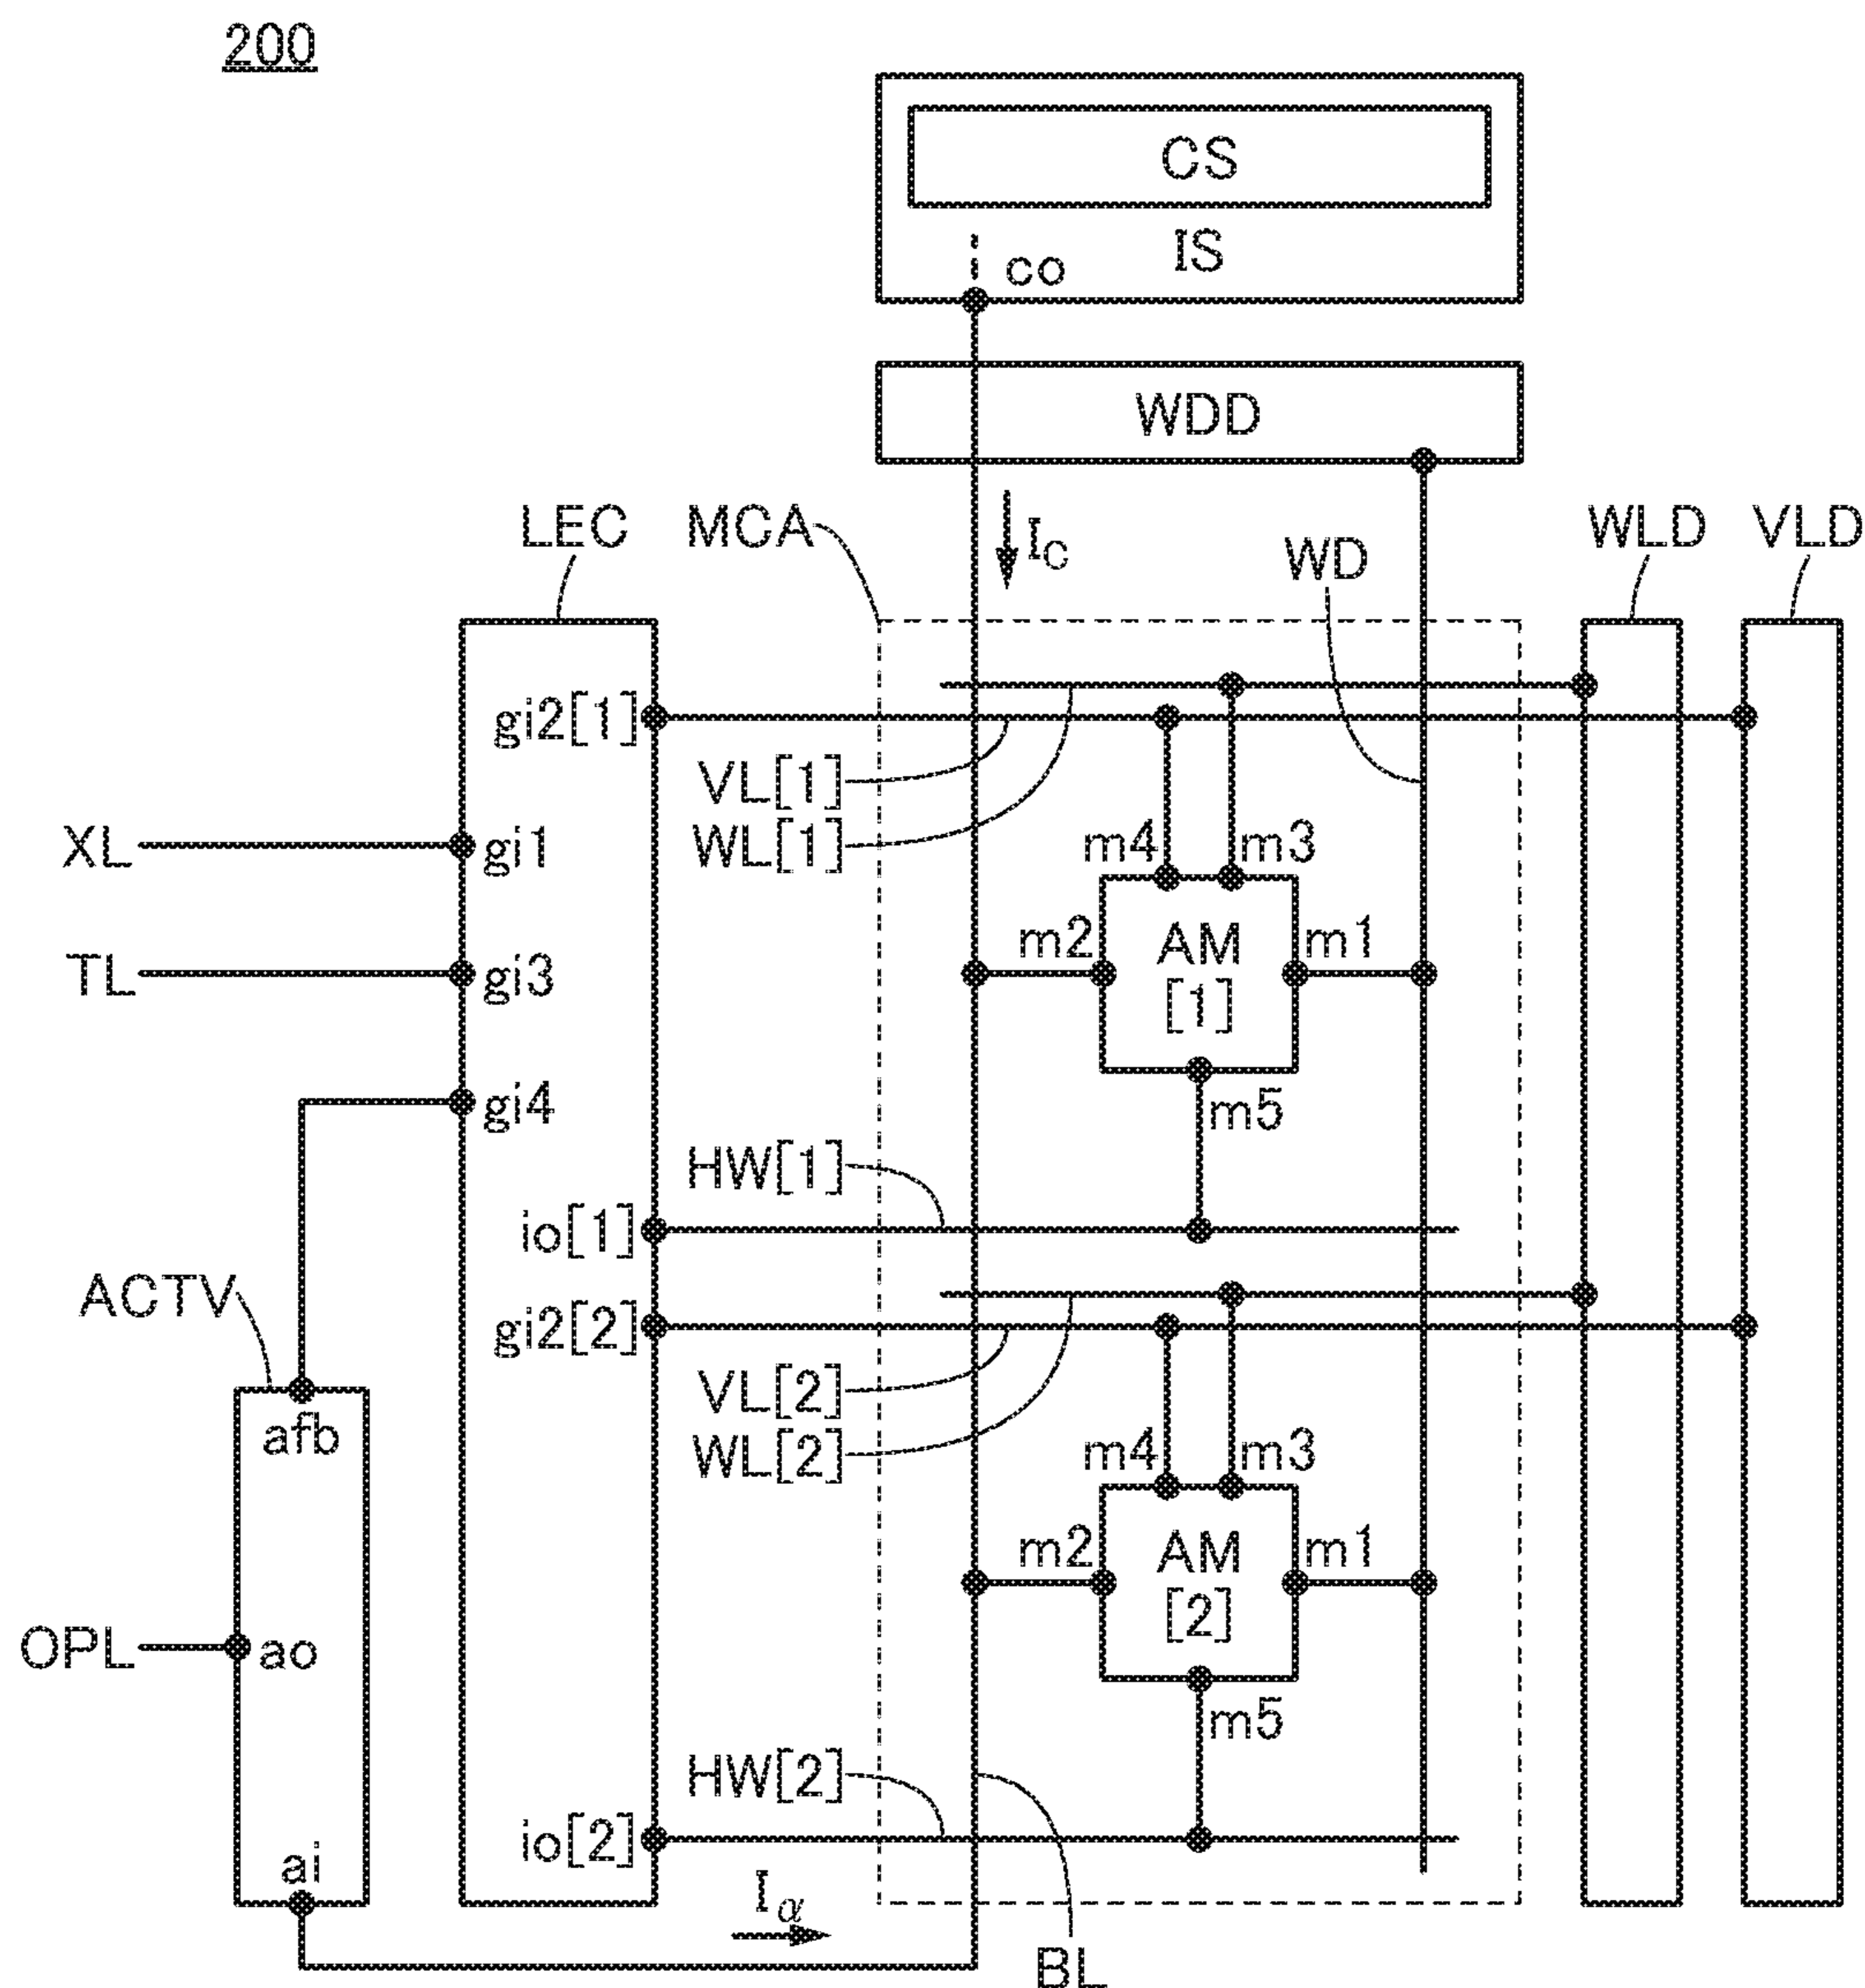 200
CS
IS
co
WDD
LEC
MCA
I_C
WD
WLD
VLD
gi2[1]
VL[1]
WL[1]
XL
gi1
m4
m3
TL
gi3
m2
AM
[1]
m1
gi4
m5
HW[1]
io[1]
ACTV
gi2[2]
VL[2]
WL[2]
afb
m4
m3
m2
AM
[2]
m1
OPL
ao
m5
HW[2]
io[2]
ai
I_α
BL